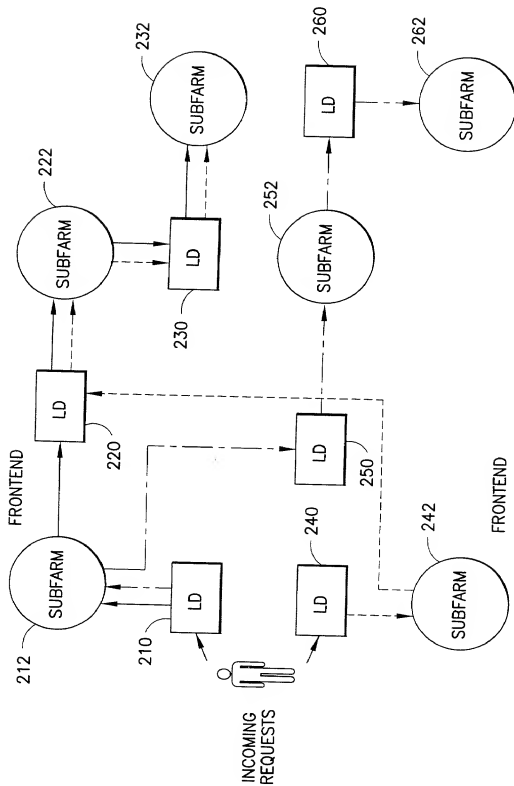 INCOMING
REQUESTS
FRONTEND
212
SUBFARM
210
LD
220
LD
222
SUBFARM
230
LD
232
SUBFARM
240
LD
242
SUBFARM
FRONTEND
250
LD
252
SUBFARM
260
LD
262
SUBFARM